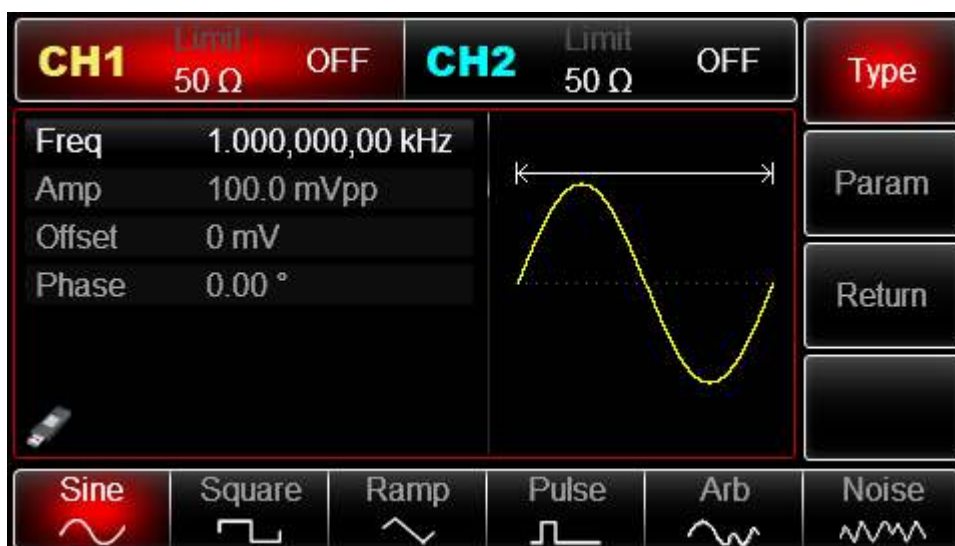 CH1 Limit 50 Ω OFF
CH2 Limit 50 Ω OFF
Type
Freq 1.000,000,00 kHz
Amp 100.0 mVpp
Offset 0 mV
Phase 0.00 °
Param
Return
Sine Square Ramp Pulse Arb Noise